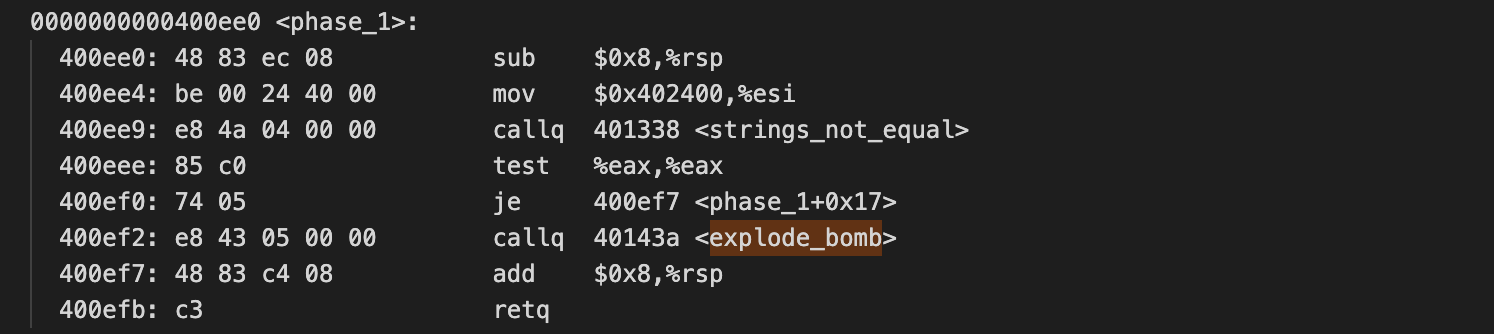 0000000000400ee0 <phase_1>:
400ee0: 48 83 ec 08 sub $0x8,%rsp
400ee4: be 00 24 40 00 mov $0x402400,%esi
400ee9: e8 4a 04 00 00 callq 401338 <strings_not_equal>
400eee: 85 c0 test %eax,%eax
400ef0: 74 05 je 400ef7 <phase_1+0x17>
400ef2: e8 43 05 00 00 callq 40143a <explode_bomb>
400ef7: 48 83 c4 08 add $0x8,%rsp
400efb: c3 retq